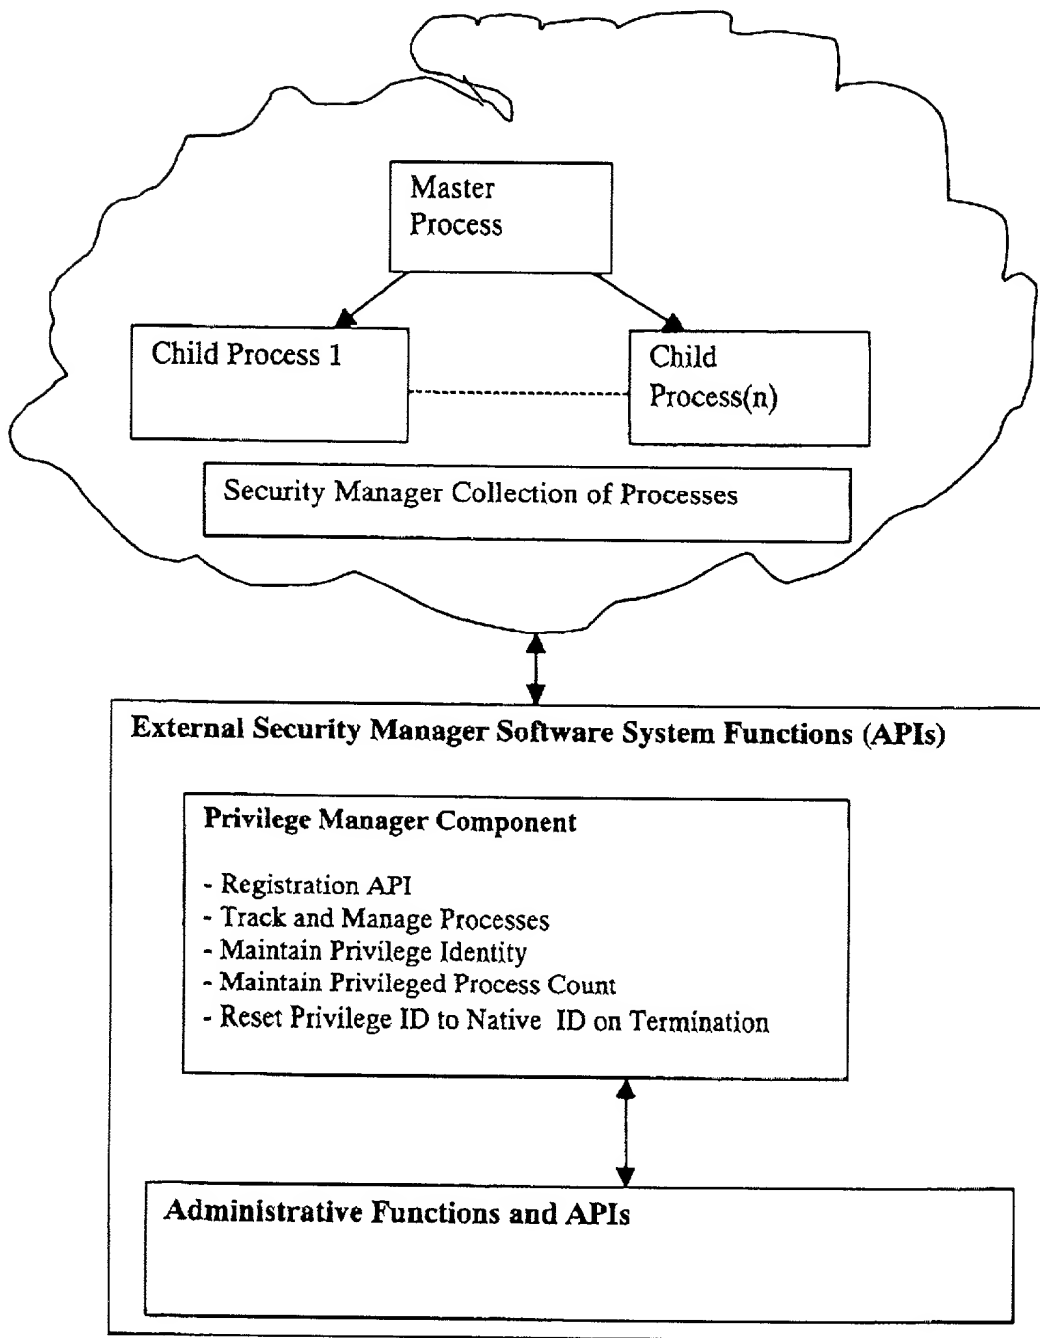 Master
Process
Child Process 1
Child
Process(n)
Security Manager Collection of Processes
External Security Manager Software System Functions (APIs)
Privilege Manager Component
- Registration API
- Track and Manage Processes
- Maintain Privilege Identity
- Maintain Privileged Process Count
- Reset Privilege ID to Native ID on Termination
Administrative Functions and APIs